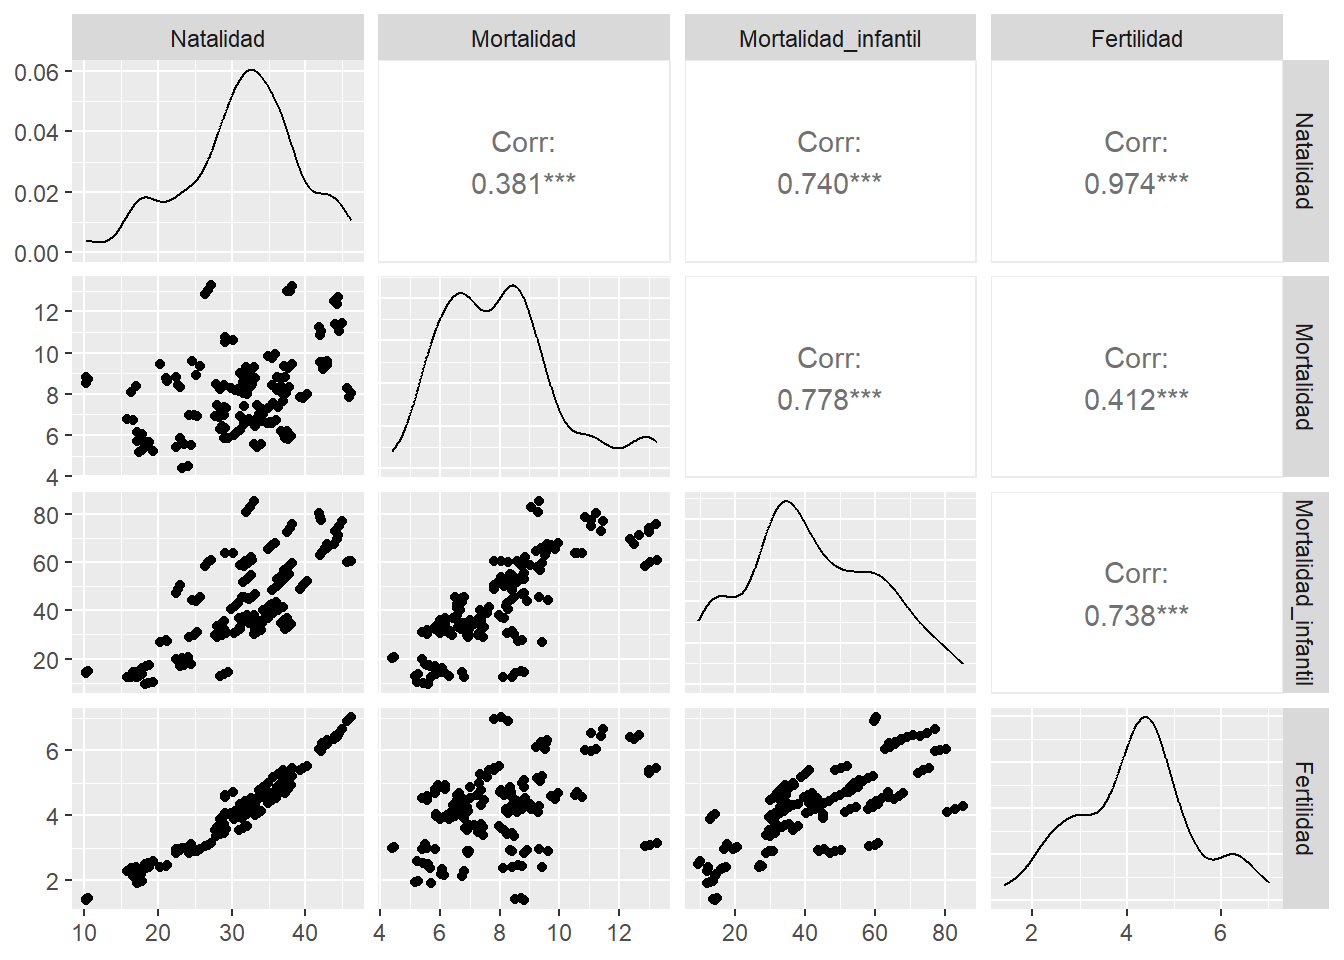 Natalidad
Mortalidad
Mortalidad_infantil
Fertilidad
0.06
0.04
0.02
0.00
Corr:
0.381***
Corr:
0.740***
Corr:
0.974***
Natalidad
12
10
8
6
4
Corr:
0.778***
Corr:
0.412***
Mortalidad
80
60
40
20
Corr:
0.738***
Mortalidad_infantil
6
4
2
Fertilidad
10 20 30 40
4 6 8 10 12
20 40 60 80
2 4 6